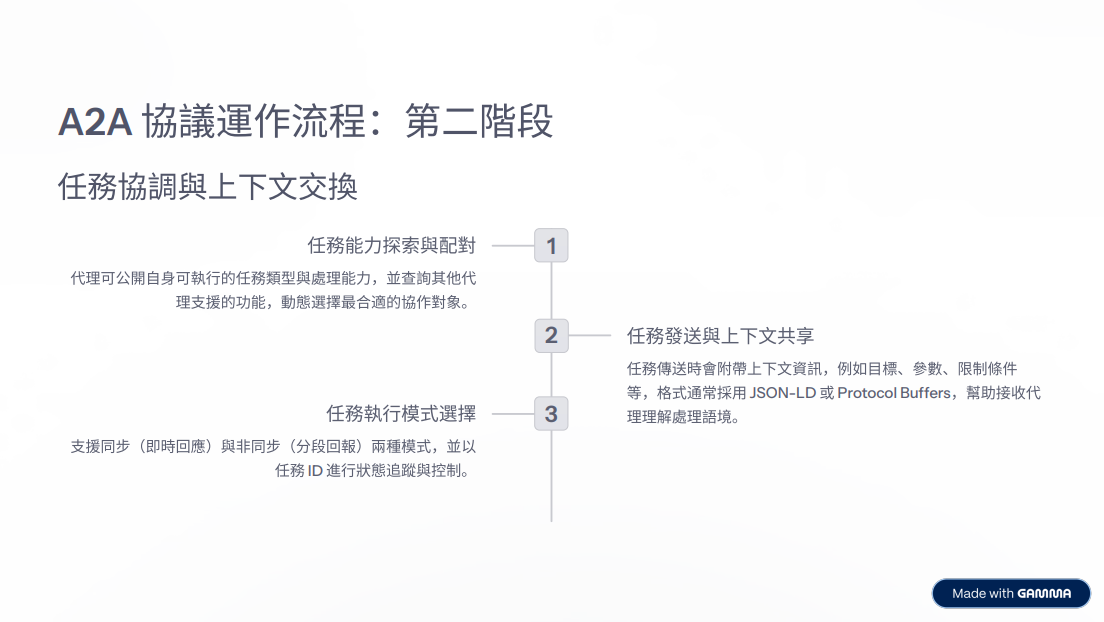 A2A 協議運作流程：第二階段
任務協調與上下文交換
1
任務能力探索與配對
代理可公開自身可執行的任務類型與處理能力，並查詢其他代
理支援的功能，動態選擇最合適的協作對象。
2
任務發送與上下文共享
任務傳送時會附帶上下文資訊，例如目標、參數、限制條件
等，格式通常採用 JSON-LD 或 Protocol Buffers，幫助接收代
理理解處理語境。
3
任務執行模式選擇
支援同步（即時回應）與非同步（分段回報）兩種模式，並以
任務 ID 進行狀態追蹤與控制。
Made with GAMMA